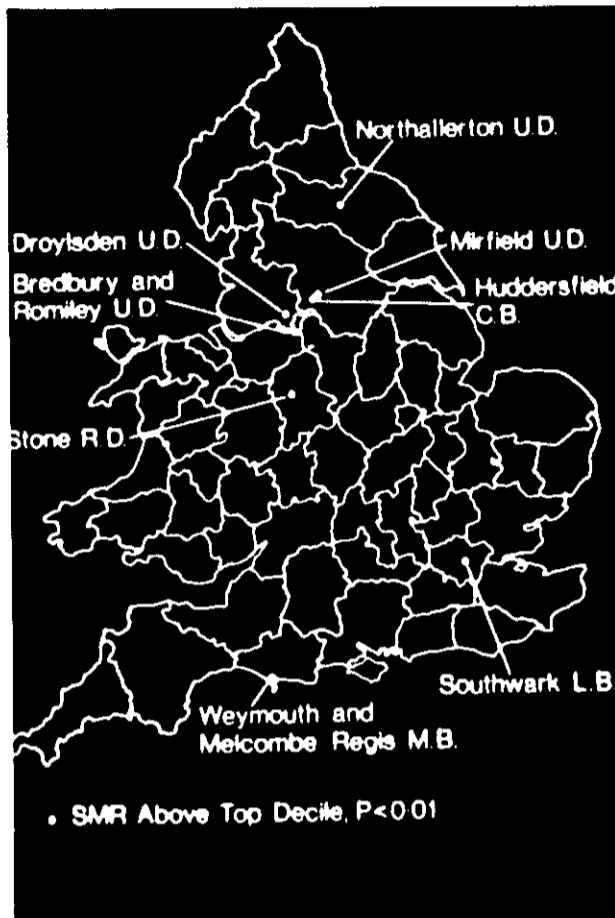 Northallerton U.D.
Droylsden U.D.
Mirfield U.D.
Bredbury and
Romiley U.D.
Huddersfield
C.B.
Stone R.D.
Southwark L.B
Weymouth and
Melcombe Regis M.B.
• SMR Above Top Decile, P<0·01